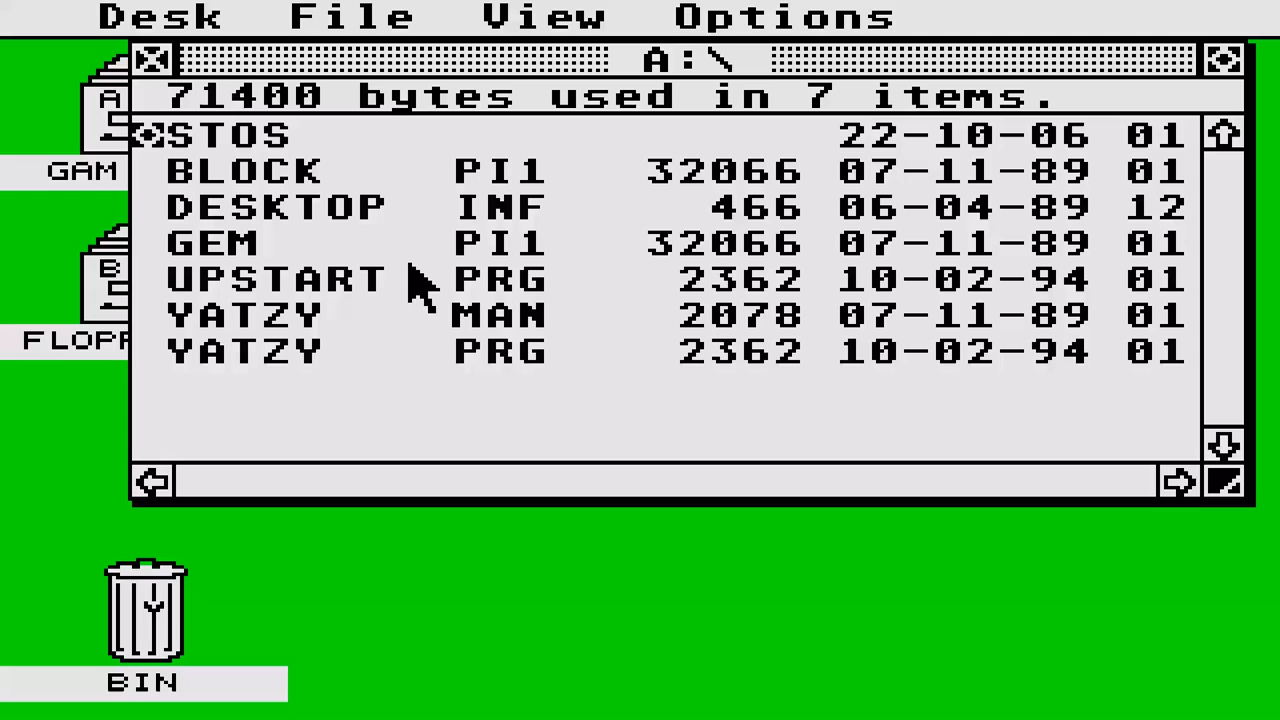 Desk File View Options
A:\
71400 bytes used in 7 items.
STOS 22-10-06 01
BLOCK PI1 32066 07-11-89 01
DESKTOP INF 466 06-04-89 12
GEM PI1 32066 07-11-89 01
UPSTART PRG 2362 10-02-94 01
YATZY MAN 2078 07-11-89 01
YATZY PRG 2362 10-02-94 01
A
GAM
B
FLOPP
BIN